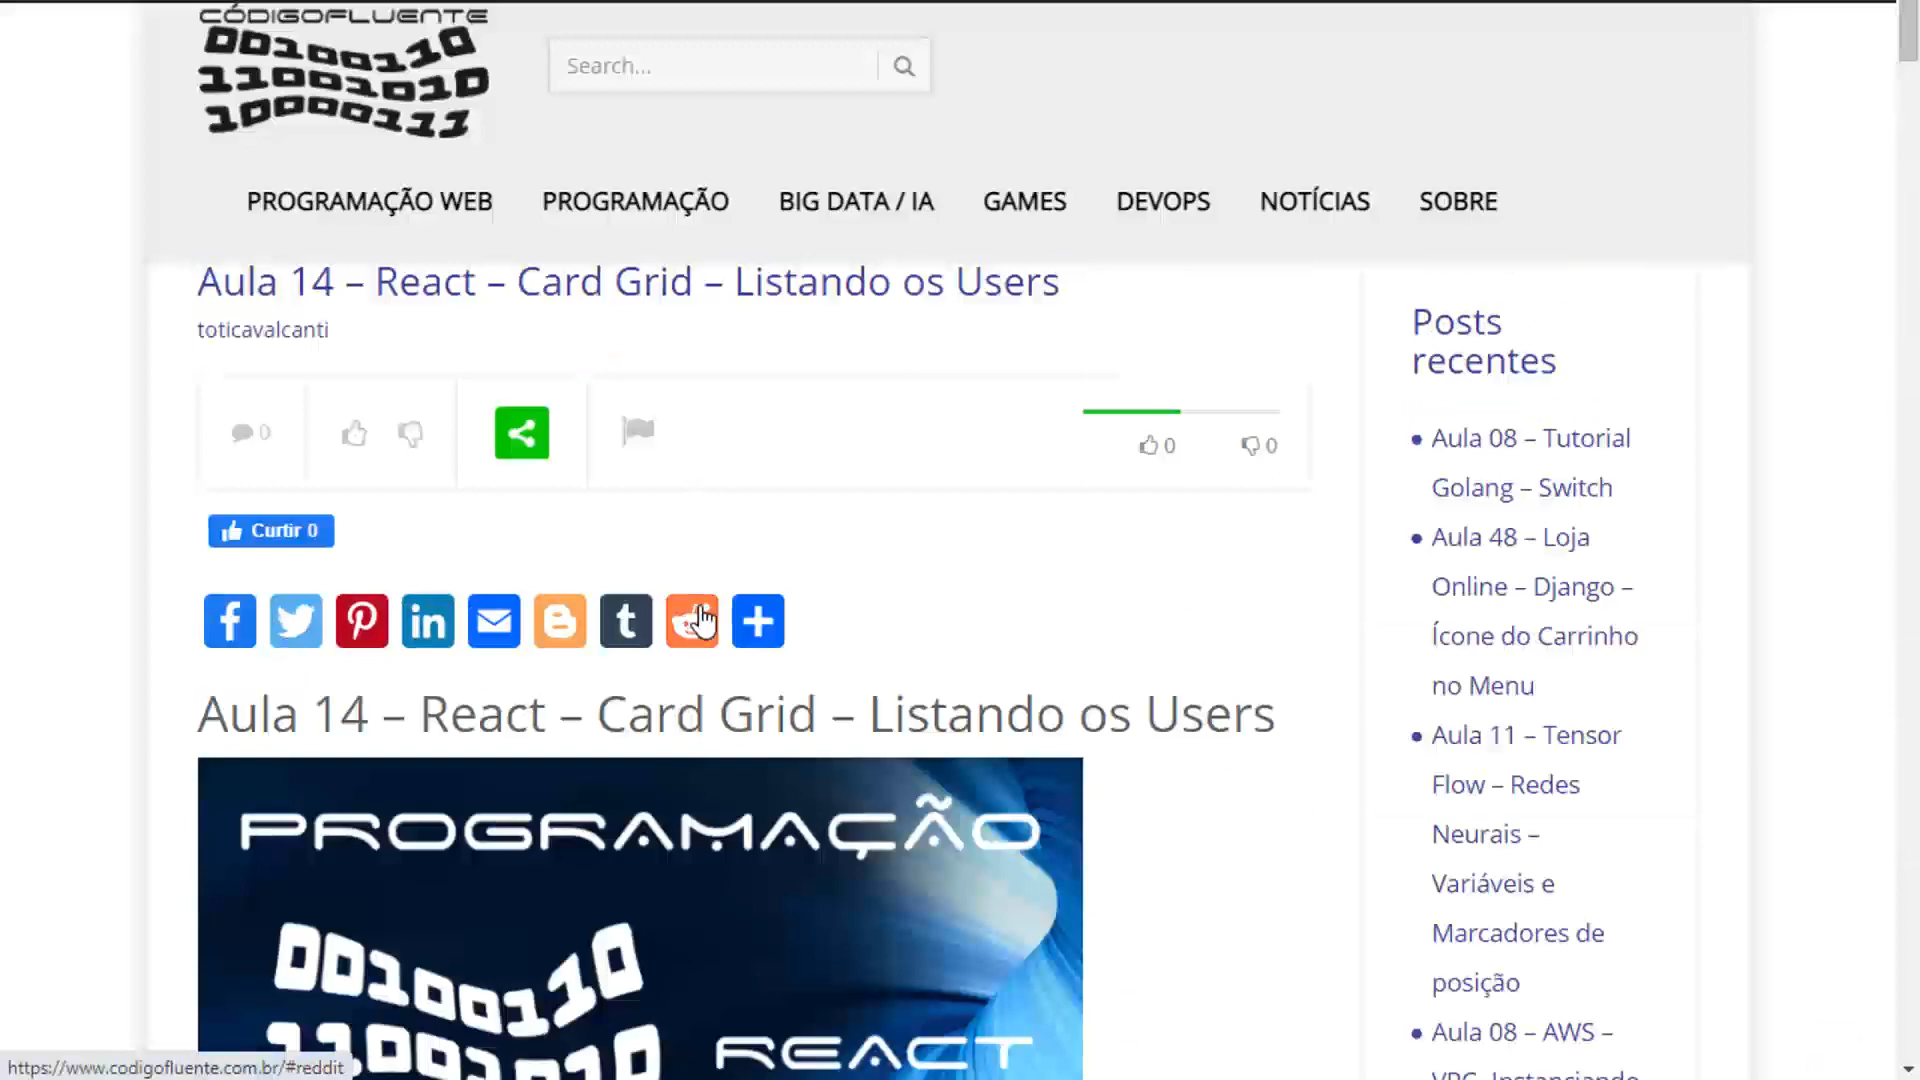 CÓDIGOFLUENTE
00100110
11001010
10000111
Search...
PROGRAMAÇÃO WEB
PROGRAMAÇÃO
BIG DATA / IA
GAMES
DEVOPS
NOTÍCIAS
SOBRE
Aula 14 – React – Card Grid – Listando os Users
toticavalcanti
0
0
0
Curtir 0
Aula 14 – React – Card Grid – Listando os Users
PROGRAMAÇÃO
00100110
11001010
REACT
Posts
recentes
Aula 08 – Tutorial
Golang – Switch
Aula 48 – Loja
Online – Django –
Ícone do Carrinho
no Menu
Aula 11 – Tensor
Flow – Redes
Neurais –
Variáveis e
Marcadores de
posição
Aula 08 – AWS –
VPC, Instanciando
https://www.codigofluente.com.br/#reddit